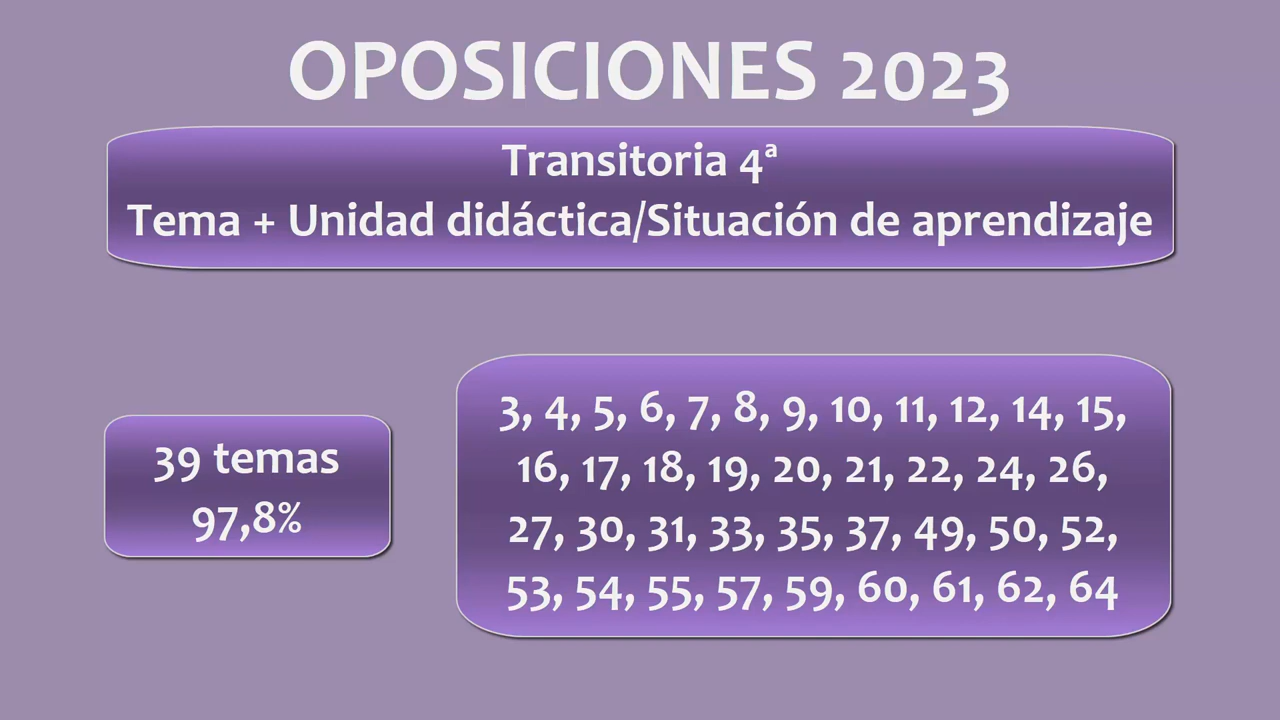 OPOSICIONES 2023
Transitoria 4ª
Tema + Unidad didáctica/Situación de aprendizaje
39 temas
97,8%
3, 4, 5, 6, 7, 8, 9, 10, 11, 12, 14, 15,
16, 17, 18, 19, 20, 21, 22, 24, 26,
27, 30, 31, 33, 35, 37, 49, 50, 52,
53, 54, 55, 57, 59, 60, 61, 62, 64